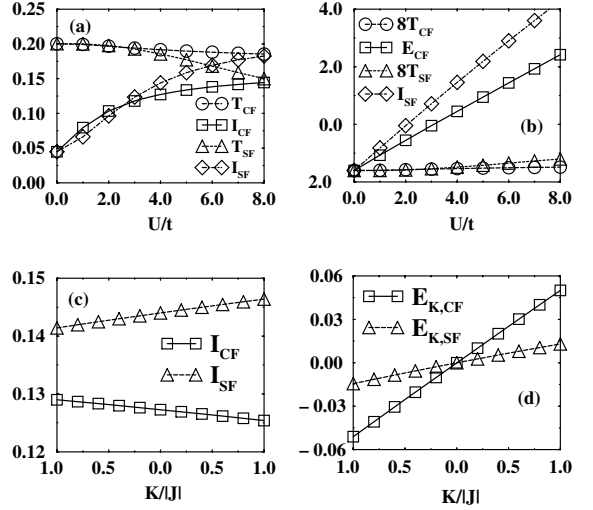 0.25
0.20
0.15
0.10
0.05
0.00
(a)
T_CF
I_CF
T_SF
I_SF
0.0 2.0 4.0 6.0 8.0
U/t
4.0
2.0
0.0
2.0
8T_CF
E_CF
8T_SF
I_SF
(b)
0.0 2.0 4.0 6.0 8.0
U/t
0.15
0.14
0.13
0.12
(c)
I_CF
I_SF
1.0 0.5 0.0 0.5 1.0
K/|J|
0.06
0.03
0.00
−0.03
−0.06
E_K,CF
E_K,SF
(d)
1.0 0.5 0.0 0.5 1.0
K/|J|